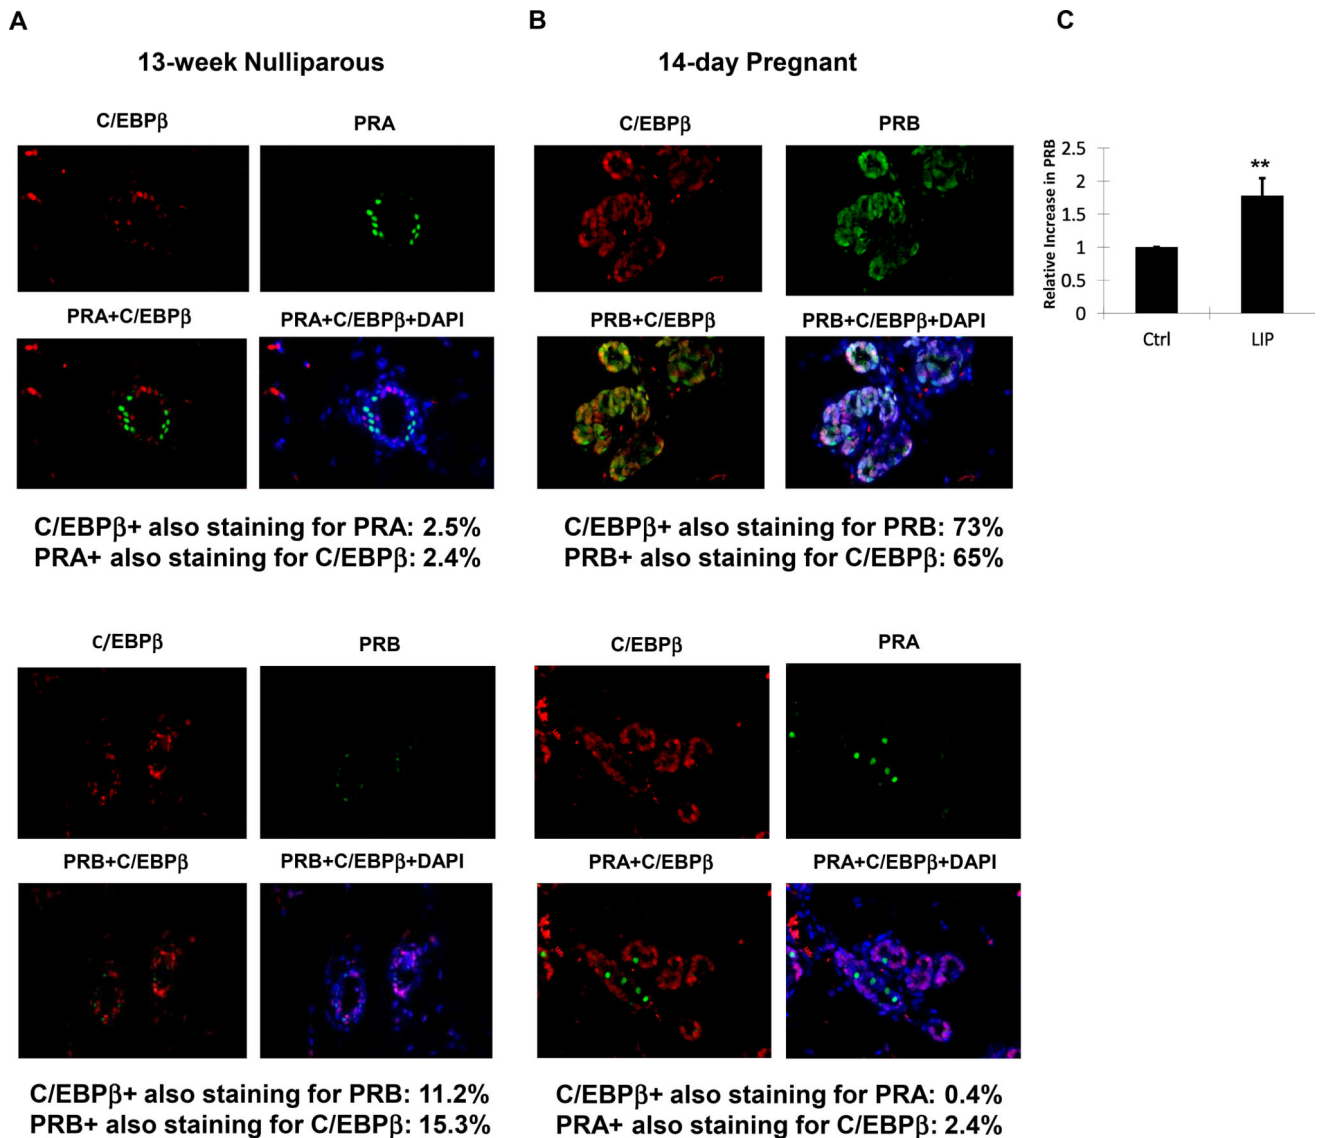 A
13-week Nulliparous
C/EBPβ PRA
PRA+C/EBPβ PRA+C/EBPβ+DAPI
C/EBPβ+ also staining for PRA: 2.5%
PRA+ also staining for C/EBPβ: 2.4%
C/EBPβ PRB
PRB+C/EBPβ PRB+C/EBPβ+DAPI
C/EBPβ+ also staining for PRB: 11.2%
PRB+ also staining for C/EBPβ: 15.3%
B
14-day Pregnant
C/EBPβ PRB
PRB+C/EBPβ PRB+C/EBPβ+DAPI
C/EBPβ+ also staining for PRB: 73%
PRB+ also staining for C/EBPβ: 65%
C/EBPβ PRA
PRA+C/EBPβ PRA+C/EBPβ+DAPI
C/EBPβ+ also staining for PRA: 0.4%
PRA+ also staining for C/EBPβ: 2.4%
C
Relative Increase in PRB
2.5
2
1.5
1
0.5
0
**
Ctrl LIP